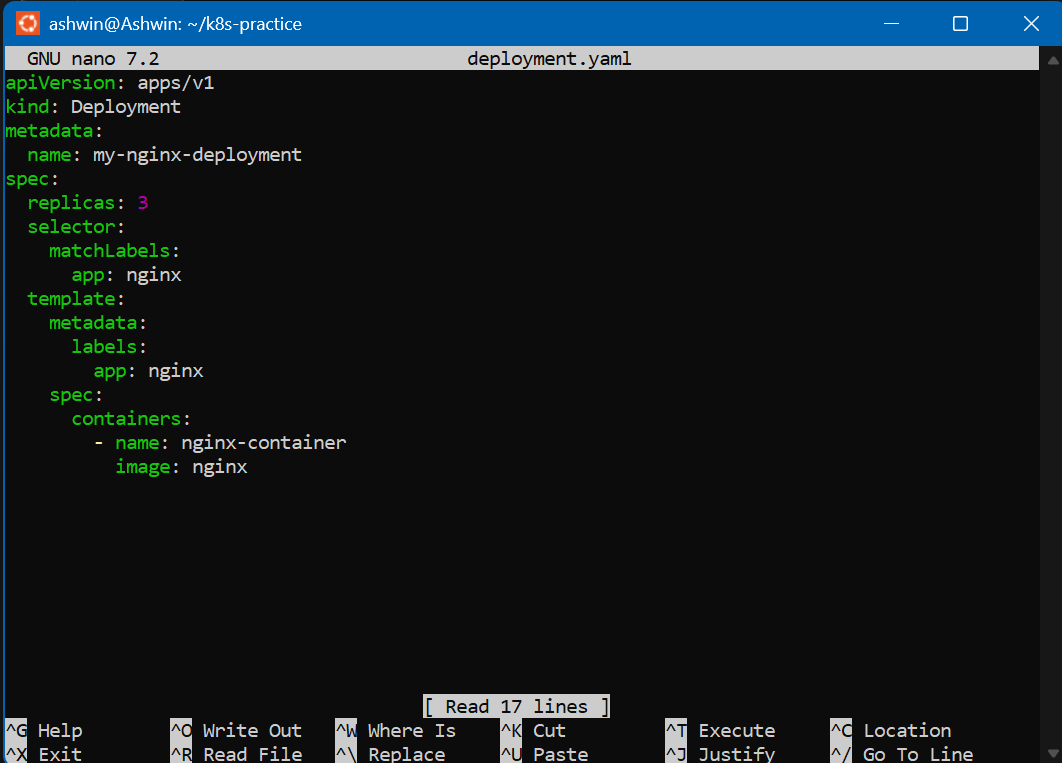 ashwin@Ashwin: ~/k8s-practice
GNU nano 7.2 deployment.yaml
apiVersion: apps/v1
kind: Deployment
metadata:
  name: my-nginx-deployment
spec:
  replicas: 3
  selector:
    matchLabels:
      app: nginx
  template:
    metadata:
      labels:
        app: nginx
    spec:
      containers:
        - name: nginx-container
          image: nginx
[ Read 17 lines ]
^G Help ^O Write Out ^W Where Is ^K Cut ^T Execute ^C Location
^X Exit ^R Read File ^\ Replace ^U Paste ^J Justify ^/ Go To Line